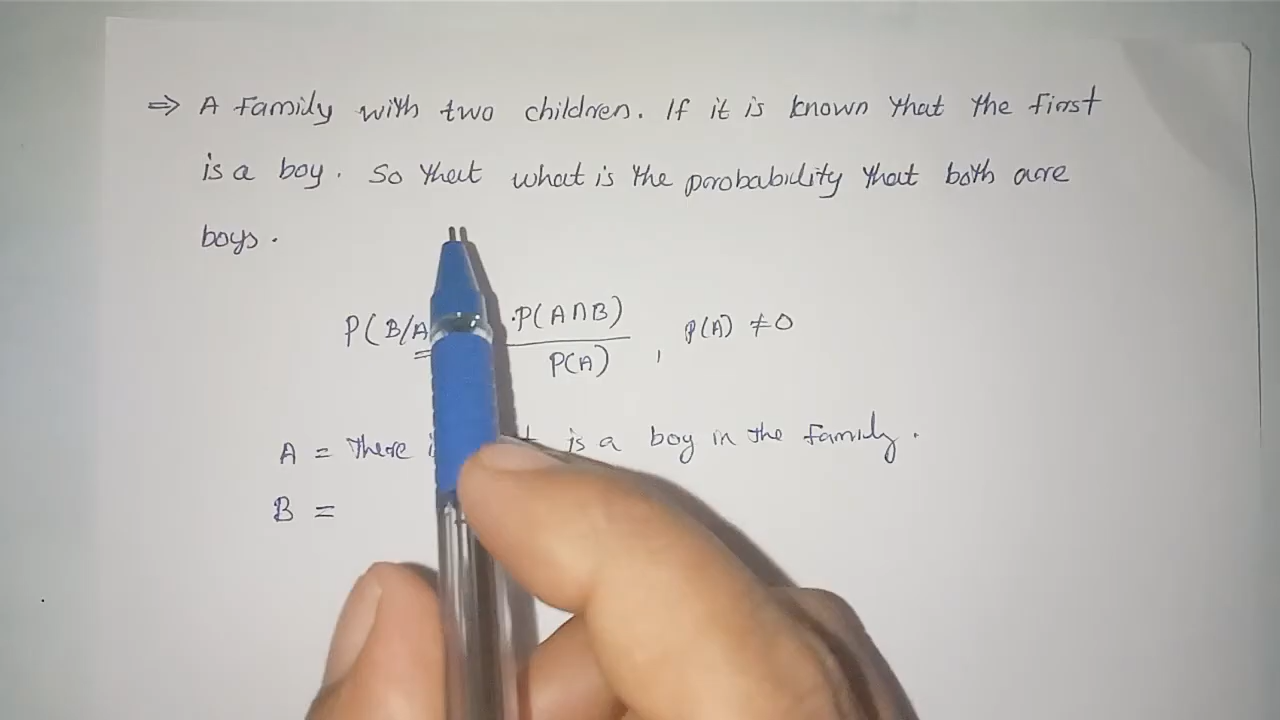 ⇒ A family with two children. If it is known that the first
is a boy. So that what is the probability that both are
boys.
P(B/A P(A∩B)
P(A) , P(A) ≠ 0
A = there is a boy in the family.
B =